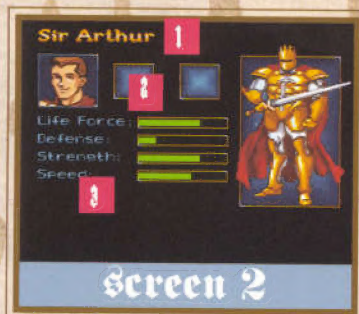 Sir Arthur 1
2
Life Force:
Defense:
Strength:
Speed:
3
screen 2